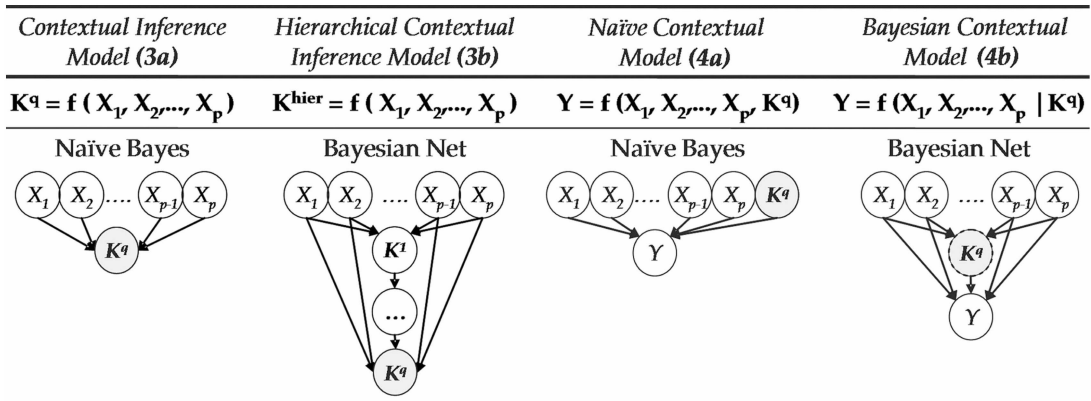 Contextual Inference
Model (3a)
Hierarchical Contextual
Inference Model (3b)
Naïve Contextual
Model (4a)
Bayesian Contextual
Model (4b)
K^q = f ( X_1, X_2,..., X_p )
K^hier = f ( X_1, X_2,..., X_p )
Y = f (X_1, X_2,..., X_p, K^q)
Y = f (X_1, X_2,..., X_p | K^q)
Naïve Bayes
X_1 X_2 .... X_p-1 X_p
K^q
Bayesian Net
X_1 X_2 .... X_p-1 X_p
K^1
...
K^q
Naïve Bayes
X_1 X_2 .... X_p-1 X_p K^q
Y
Bayesian Net
X_1 X_2 .... X_p-1 X_p
K^q
Y